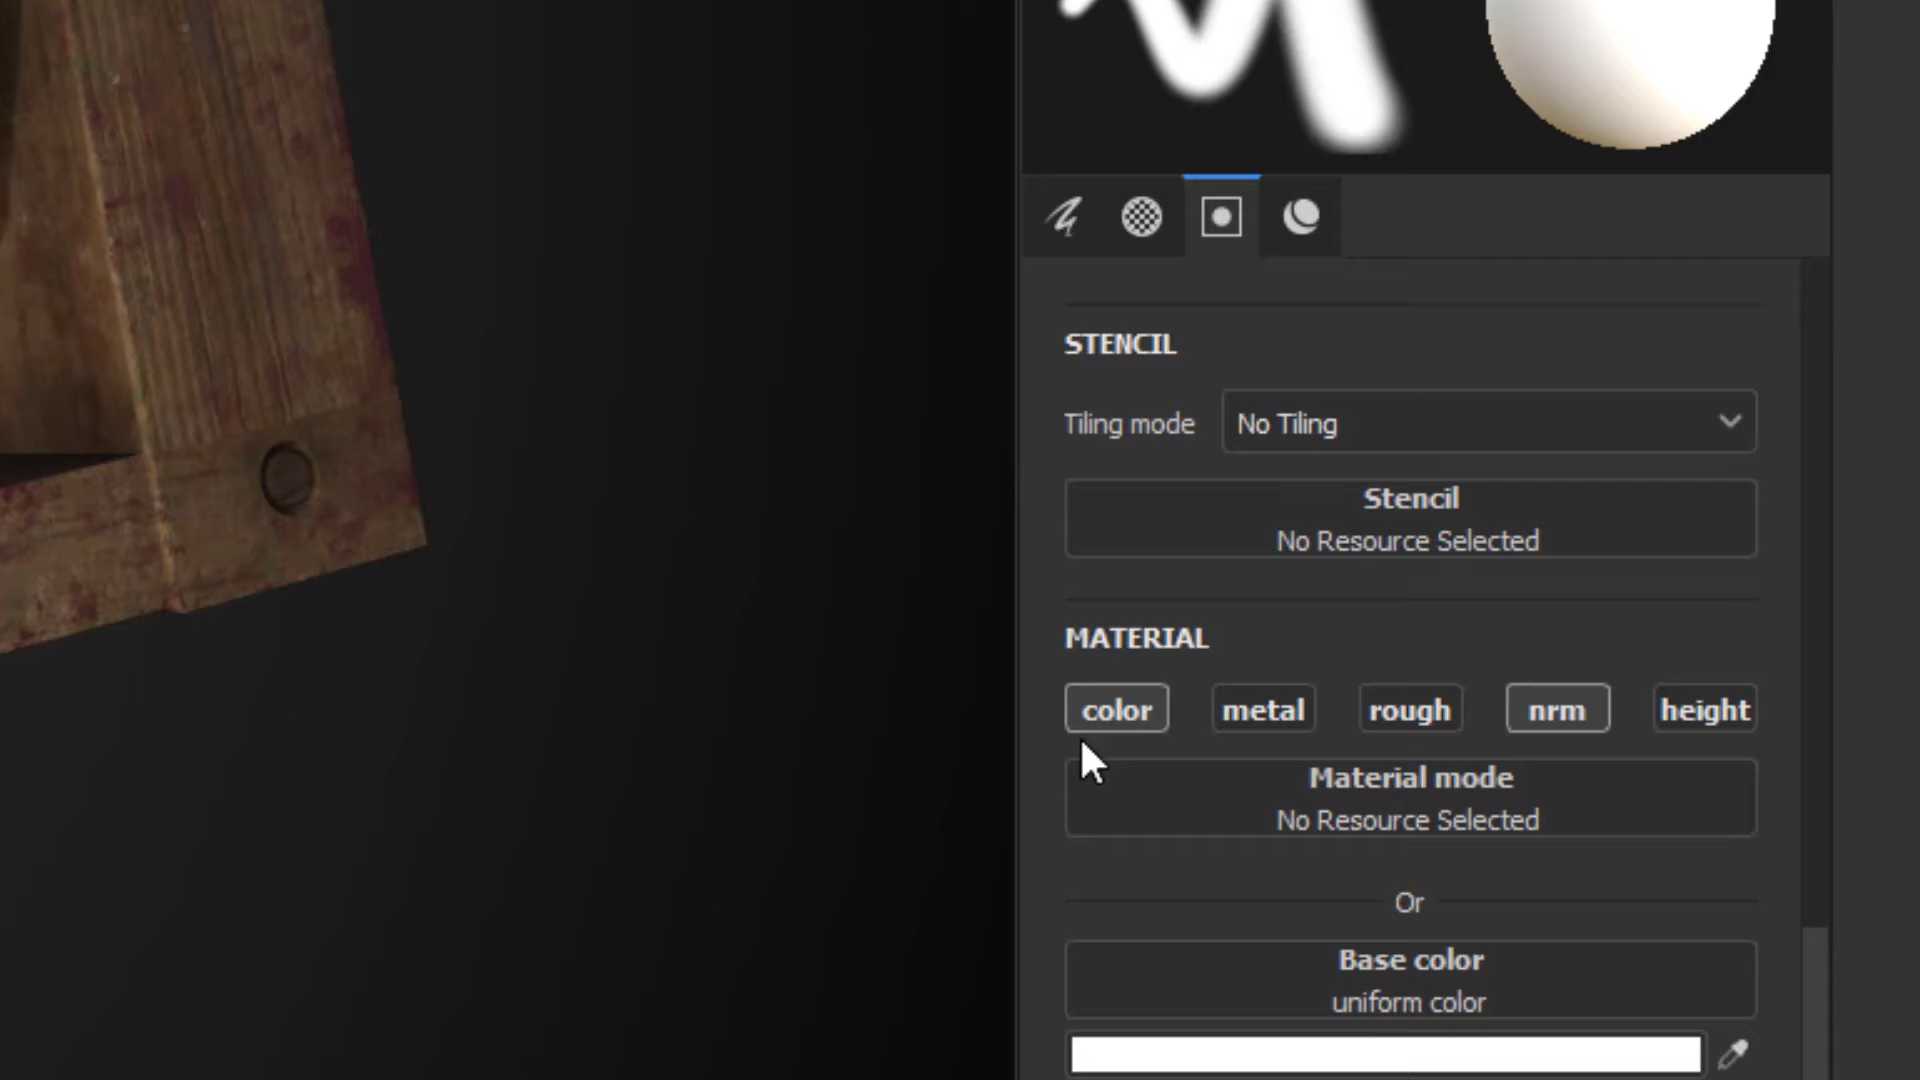 STENCIL
Tiling mode No Tiling
Stencil
No Resource Selected
MATERIAL
color metal rough nrm height
Material mode
No Resource Selected
Or
Base color
uniform color